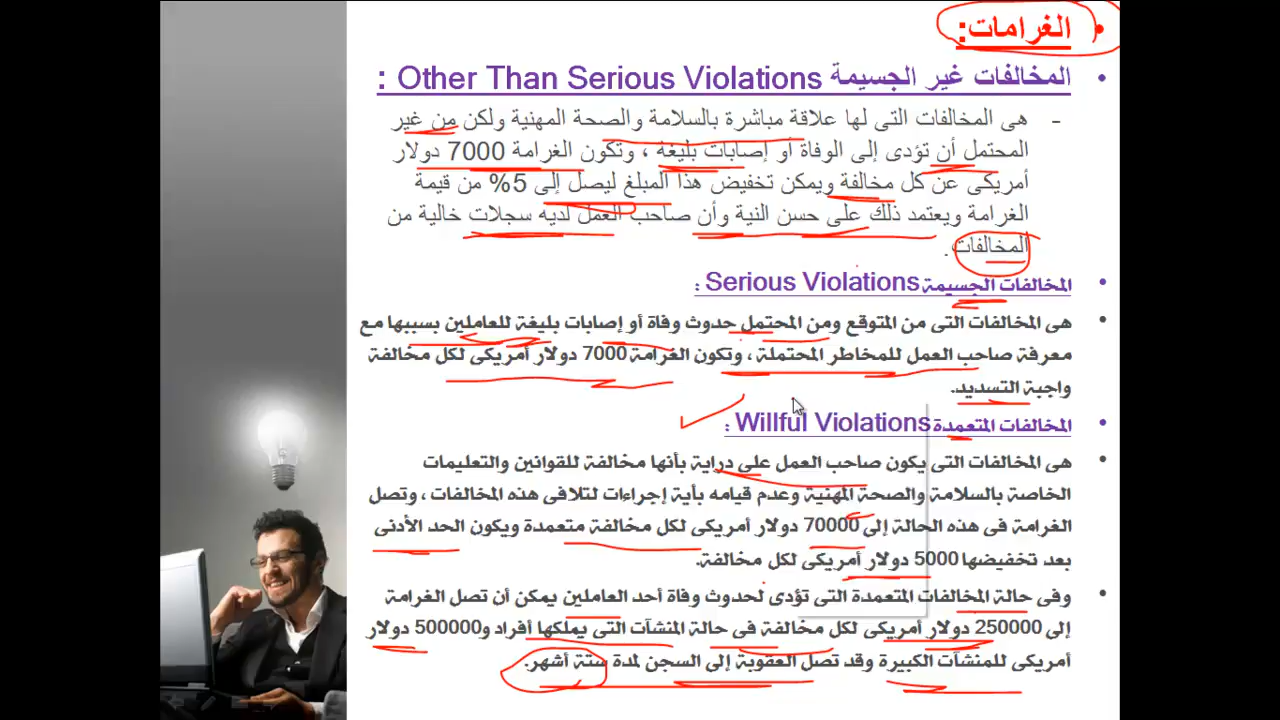 • الغرامات:
• المخالفات غير الجسيمة Other Than Serious Violations :
- هى المخالفات التى لها علاقة مباشرة بالسلامة والصحة المهنية ولكن من غير
المحتمل أن تؤدى إلى الوفاة أو إصابات بليغة ، وتكون الغرامة 7000 دولار
أمريكى عن كل مخالفة ويمكن تخفيض هذا المبلغ ليصل إلى 5% من قيمة
الغرامة ويعتمد ذلك على حسن النية وأن صاحب العمل لديه سجلات خالية من
المخالفات .
• المخالفات الجسيمة Serious Violations :
• هى المخالفات التى من المتوقع ومن المحتمل حدوث وفاة أو إصابات بليغة للعاملين بسببها مع
معرفة صاحب العمل للمخاطر المحتملة ، وتكون الغرامة 7000 دولار أمريكى لكل مخالفة
واجبة التسديد.
• المخالفات المتعمدة Willful Violations :
• هى المخالفات التى يكون صاحب العمل على دراية بأنها مخالفة للقوانين والتعليمات
الخاصة بالسلامة والصحة المهنية وعدم قيامه بأية إجراءات لتلافى هذه المخالفات ، وتصل
الغرامة فى هذه الحالة إلى 70000 دولار أمريكى لكل مخالفة متعمدة ويكون الحد الأدنى
بعد تخفيضها 5000 دولار أمريكى لكل مخالفة.
• وفى حالة المخالفات المتعمدة التى تؤدى لحدوث وفاة أحد العاملين يمكن أن تصل الغرامة
إلى 250000 دولار أمريكى لكل مخالفة فى حالة المنشآت التى يملكها أفراد و500000 دولار
أمريكى للمنشآت الكبيرة وقد تصل العقوبة إلى السجن لمدة ستة أشهر.